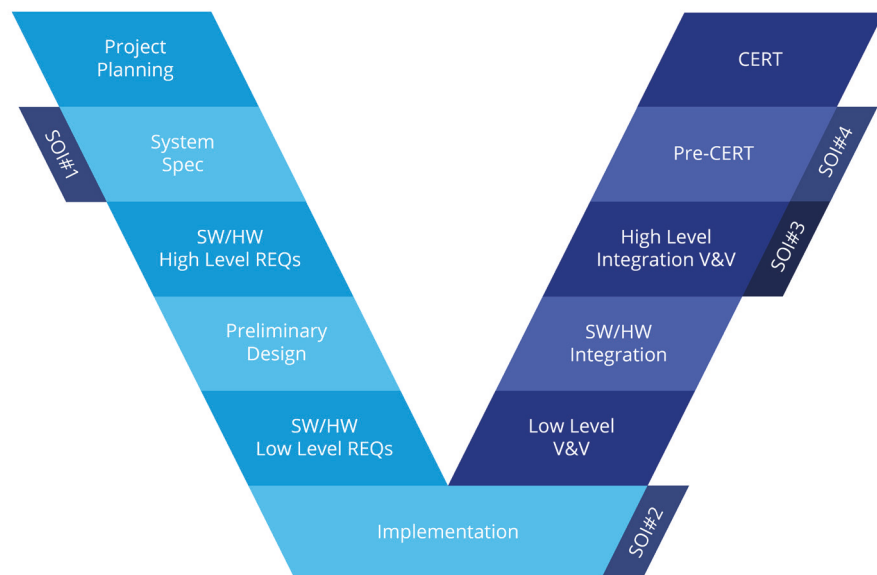 Project
Planning
SOI#1
System
Spec
SW/HW
High Level REQs
Preliminary
Design
SW/HW
Low Level REQs
Implementation
SOI#2
Low Level
V&V
SW/HW
Integration
High Level
Integration V&V
SOI#3
Pre-CERT
SOI#4
CERT